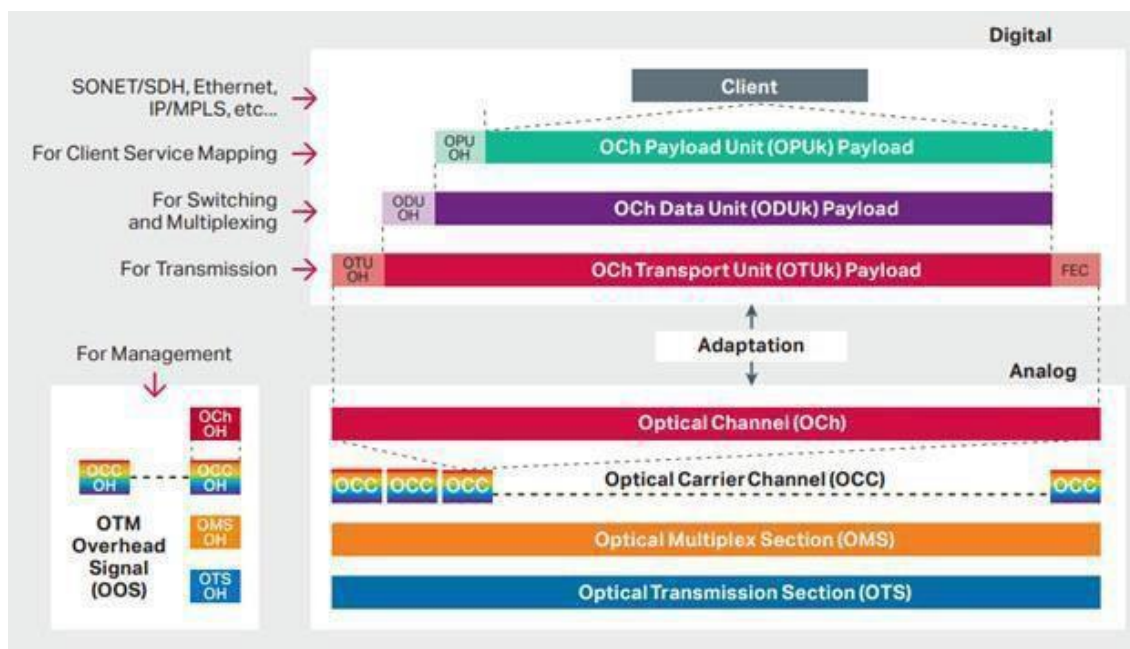 Digital
SONET/SDH, Ethernet,
IP/MPLS, etc...
Client
For Client Service Mapping
OPU
OH
OCh Payload Unit (OPUk) Payload
For Switching
and Multiplexing
ODU
OH
OCh Data Unit (ODUk) Payload
For Transmission
OTU
OH
OCh Transport Unit (OTUk) Payload
FEC
Adaptation
For Management
Analog
OCh
OH
Optical Channel (OCh)
OCC
OH
OCC
OH
OCC
OCC
OCC
Optical Carrier Channel (OCC)
OCC
OTM
Overhead
Signal
(OOS)
OMS
OH
Optical Multiplex Section (OMS)
OTS
OH
Optical Transmission Section (OTS)